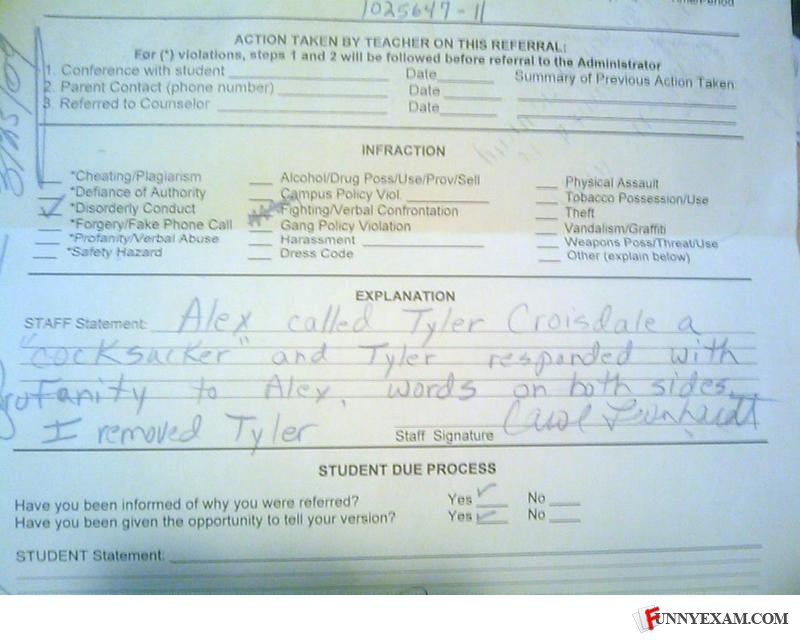 1025647-11
ACTION TAKEN BY TEACHER ON THIS REFERRAL:
For (*) violations, steps 1 and 2 will be followed before referral to the Administrator
1. Conference with student Date Summary of Previous Action Taken:
2. Parent Contact (phone number) Date
3. Referred to Counselor Date
INFRACTION
*Cheating/Plagiarism Alcohol/Drug Poss/Use/Prov/Sell Physical Assault
*Defiance of Authority Campus Policy Viol. Tobacco Possession/Use
*Disorderly Conduct Fighting/Verbal Confrontation Theft
*Forgery/Fake Phone Call Gang Policy Violation Vandalism/Graffiti
*Profanity/Verbal Abuse Harassment Weapons Poss/Threat/Use
*Safety Hazard Dress Code Other (explain below)
EXPLANATION
STAFF Statement: Alex called Tyler Croisdale a
"cocksacker" and Tyler responded with
profanity to Alex, words on both sides.
I removed Tyler Staff Signature Carol
STUDENT DUE PROCESS
Have you been informed of why you were referred? Yes ✓ No
Have you been given the opportunity to tell your version? Yes ✓ No
STUDENT Statement:
FUNNYEXAM.COM